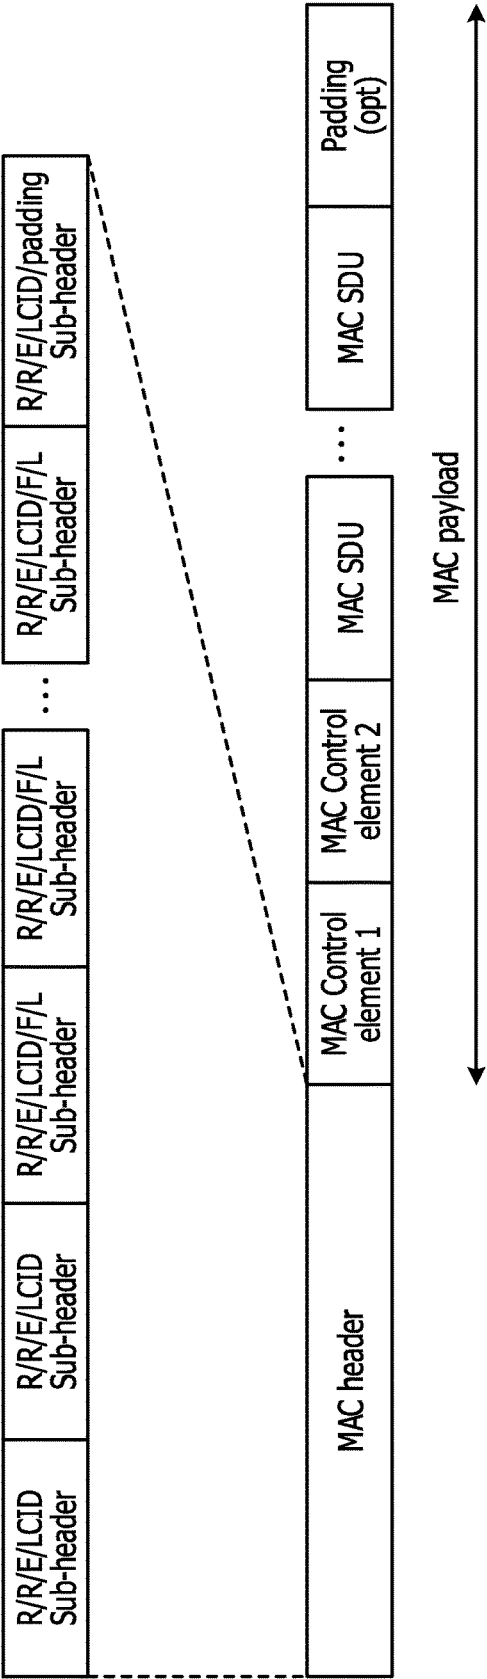 R/R/E/LCID
Sub-header
R/R/E/LCID
Sub-header
R/R/E/LCID/F/L
Sub-header
R/R/E/LCID/F/L
Sub-header
...
R/R/E/LCID/F/L
Sub-header
R/R/E/LCID/padding
Sub-header
MAC header
MAC Control
element 1
MAC Control
element 2
MAC SDU
...
MAC SDU
Padding
(opt)
MAC payload